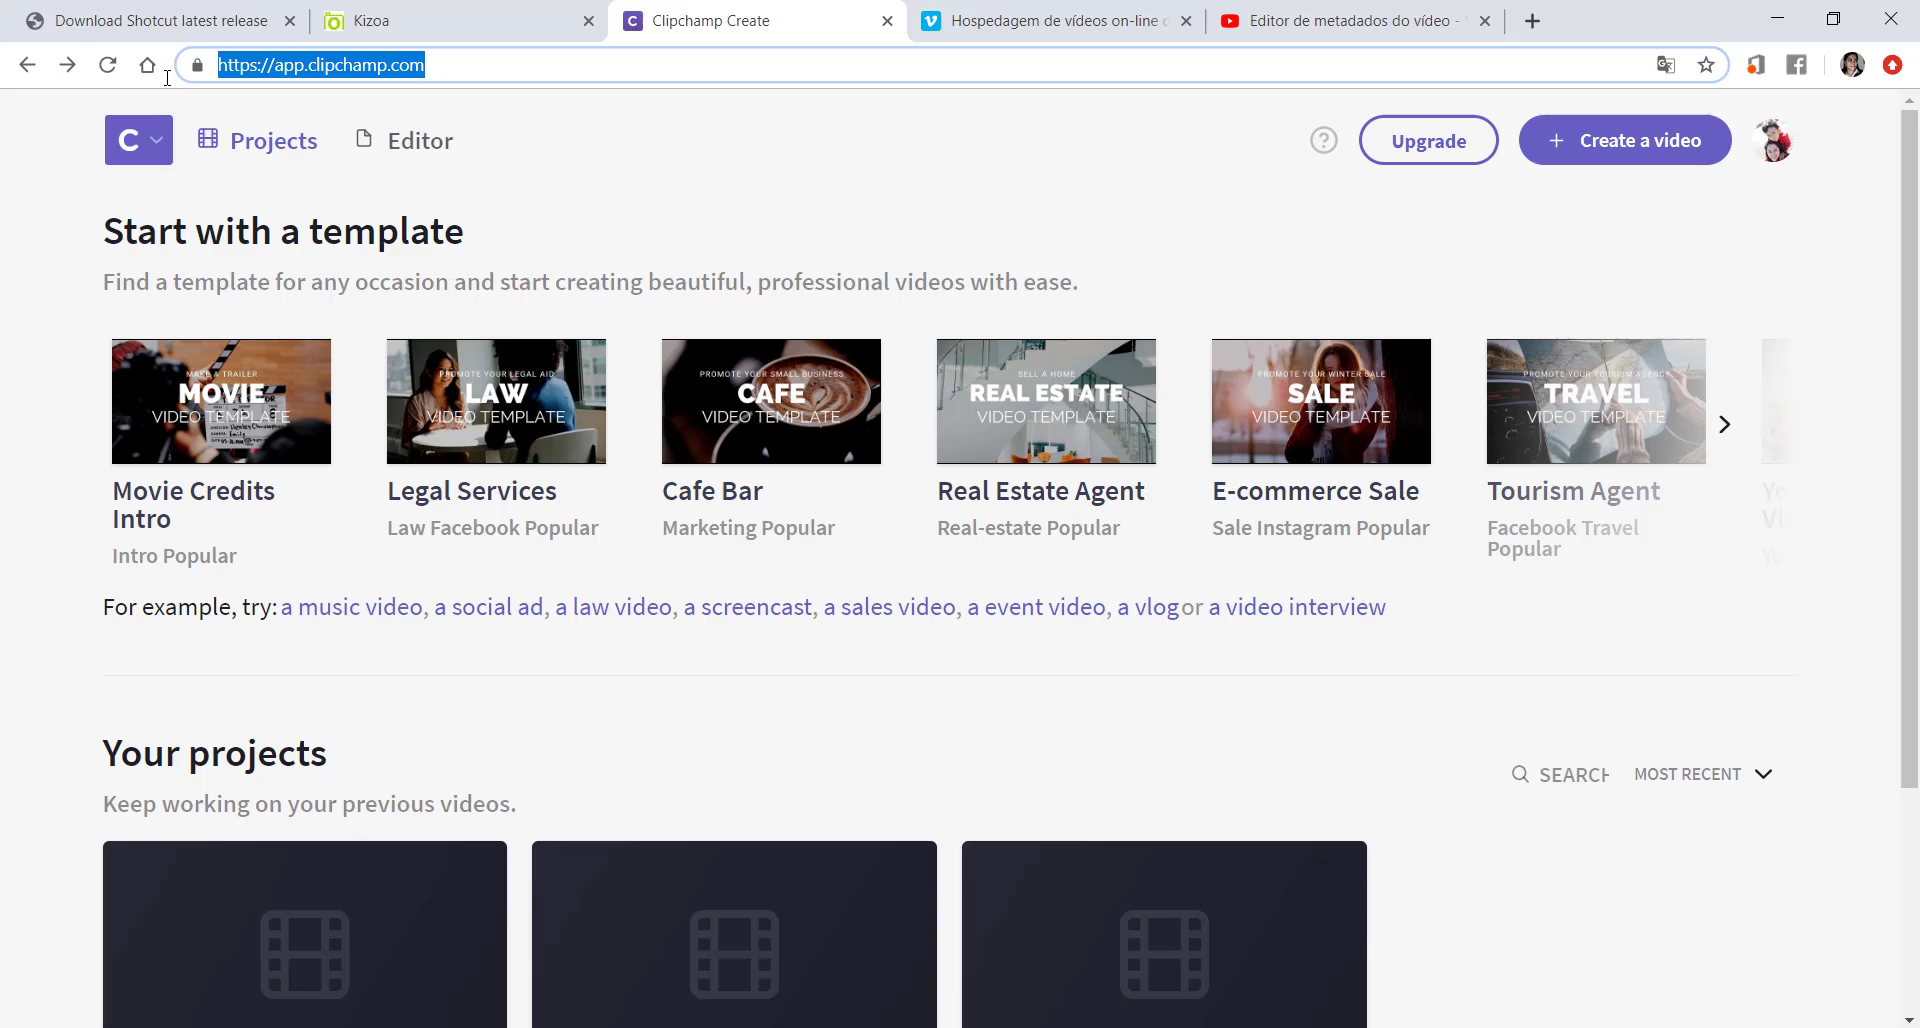 Download Shotcut latest release
Kizoa
Clipchamp Create
Hospedagem de vídeos on-line
Editor de metadados do vídeo -
https://app.clipchamp.com
C
Projects
Editor
?
Upgrade
+ Create a video
Start with a template
Find a template for any occasion and start creating beautiful, professional videos with ease.
MAKE A TRAILER
MOVIE
VIDEO TEMPLATE
PROMOTE YOUR LEGAL AID
LAW
VIDEO TEMPLATE
PROMOTE YOUR SMALL BUSINESS
CAFE
VIDEO TEMPLATE
SELL A HOME
REAL ESTATE
VIDEO TEMPLATE
PROMOTE YOUR WINTER SALE
SALE
VIDEO TEMPLATE
PROMOTE YOUR TOURISM AGENCY
TRAVEL
VIDEO TEMPLATE
Movie Credits
Intro
Intro Popular
Legal Services
Law Facebook Popular
Cafe Bar
Marketing Popular
Real Estate Agent
Real-estate Popular
E-commerce Sale
Sale Instagram Popular
Tourism Agent
Facebook Travel
Popular
For example, try: a music video, a social ad, a law video, a screencast, a sales video, a event video, a vlog or a video interview
Your projects
Keep working on your previous videos.
SEARCH
MOST RECENT